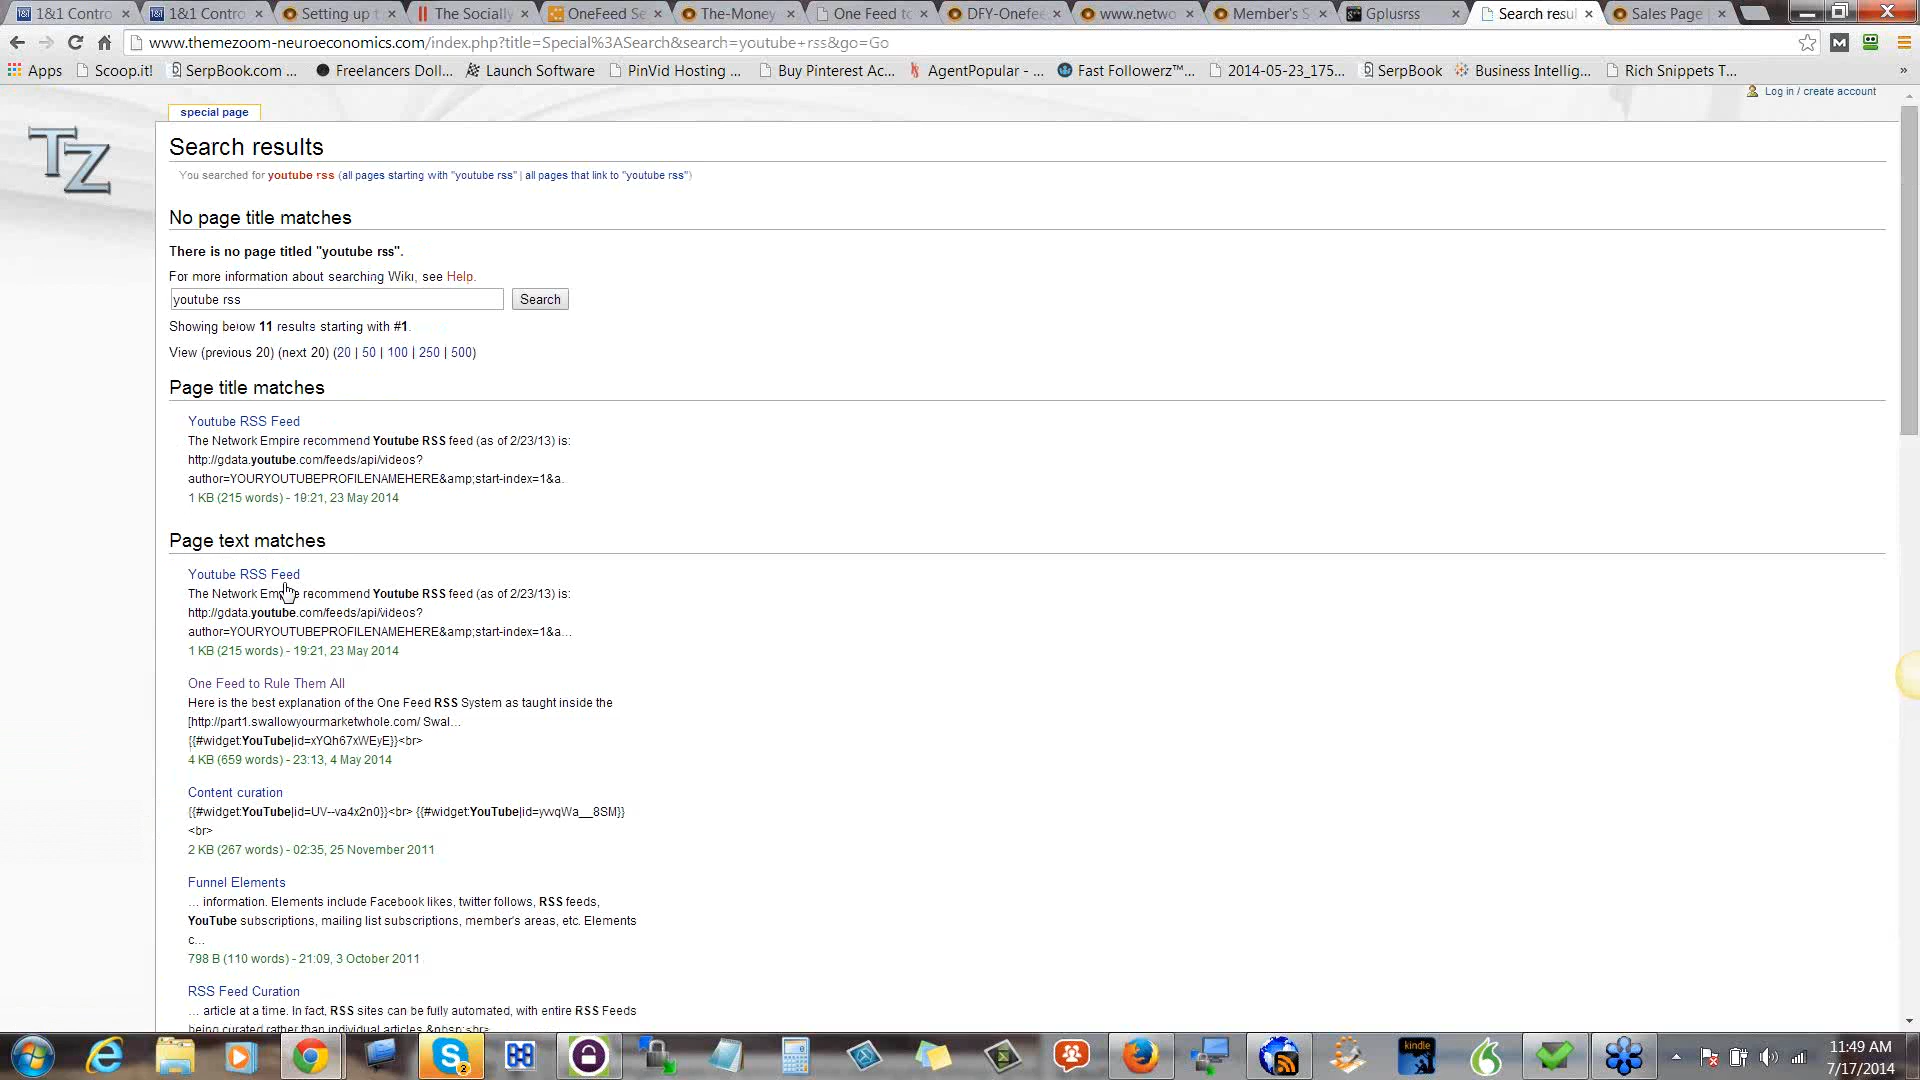 1&1 Contro
1&1 Contro
Setting up t
The Socially
OneFeed Se
The-Money
One Feed to
DFY-Onefee
www.netwo
Member's S
Gplusrss
Search resul
Sales Page
www.themezoom-neuroeconomics.com/index.php?title=Special%3ASearch&search=youtube+rss&go=Go
Apps
Scoop.it!
SerpBook.com ...
Freelancers Doll...
Launch Software
PinVid Hosting ...
Buy Pinterest Ac...
AgentPopular - ...
Fast Followerz™...
2014-05-23_175...
SerpBook
Business Intellig...
Rich Snippets T...
»
Log in / create account
special page
TZ
Search results
You searched for youtube rss (all pages starting with "youtube rss" | all pages that link to "youtube rss")
No page title matches
There is no page titled "youtube rss".
For more information about searching Wiki, see Help.
youtube rss
Search
Showing below 11 results starting with #1.
View (previous 20) (next 20) (20 | 50 | 100 | 250 | 500)
Page title matches
Youtube RSS Feed
The Network Empire recommend Youtube RSS feed (as of 2/23/13) is:
http://gdata.youtube.com/feeds/api/videos?
author=YOURYOUTUBEPROFILENAMEHERE&amp;start-index=1&a.
1 KB (215 words) - 19:21, 23 May 2014
Page text matches
Youtube RSS Feed
The Network Empire recommend Youtube RSS feed (as of 2/23/13) is:
http://gdata.youtube.com/feeds/api/videos?
author=YOURYOUTUBEPROFILENAMEHERE&amp;start-index=1&a...
1 KB (215 words) - 19:21, 23 May 2014
One Feed to Rule Them All
Here is the best explanation of the One Feed RSS System as taught inside the
[http://part1.swallowyourmarketwhole.com/ Swal...
{{#widget:YouTube|id=xYQh67xWEyE}}<br>
4 KB (659 words) - 23:13, 4 May 2014
Content curation
{{#widget:YouTube|id=UV--va4x2n0}}<br> {{#widget:YouTube|id=yvvqWa__8SM}}
<br>
2 KB (267 words) - 02:35, 25 November 2011
Funnel Elements
... information. Elements include Facebook likes, twitter follows, RSS feeds,
YouTube subscriptions, mailing list subscriptions, member's areas, etc. Elements
c...
798 B (110 words) - 21:09, 3 October 2011
RSS Feed Curation
... article at a time. In fact, RSS sites can be fully automated, with entire RSS Feeds
being curated rather than individual articles.&nbsp;<br>
kindle
11:49 AM
7/17/2014